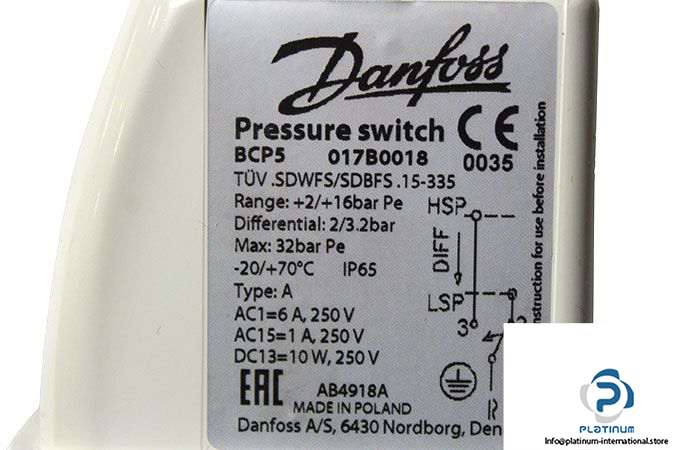 Danfoss
Pressure switch CE
BCP5 017B0018 0035
TÜV .SDWFS/SDBFS .15-335
Range: +2/+16bar Pe
Differential: 2/3.2bar
Max: 32bar Pe
-20/+70°C IP65
Type: A
AC1=6 A, 250 V
AC15=1 A, 250 V
DC13=10 W, 250 V
EAC AB4918A
MADE IN POLAND
Danfoss A/S, 6430 Nordborg,
HSP
DIFF
LSP
3
instruction for use before installation
PLATINUM
Info@platinum-international.store